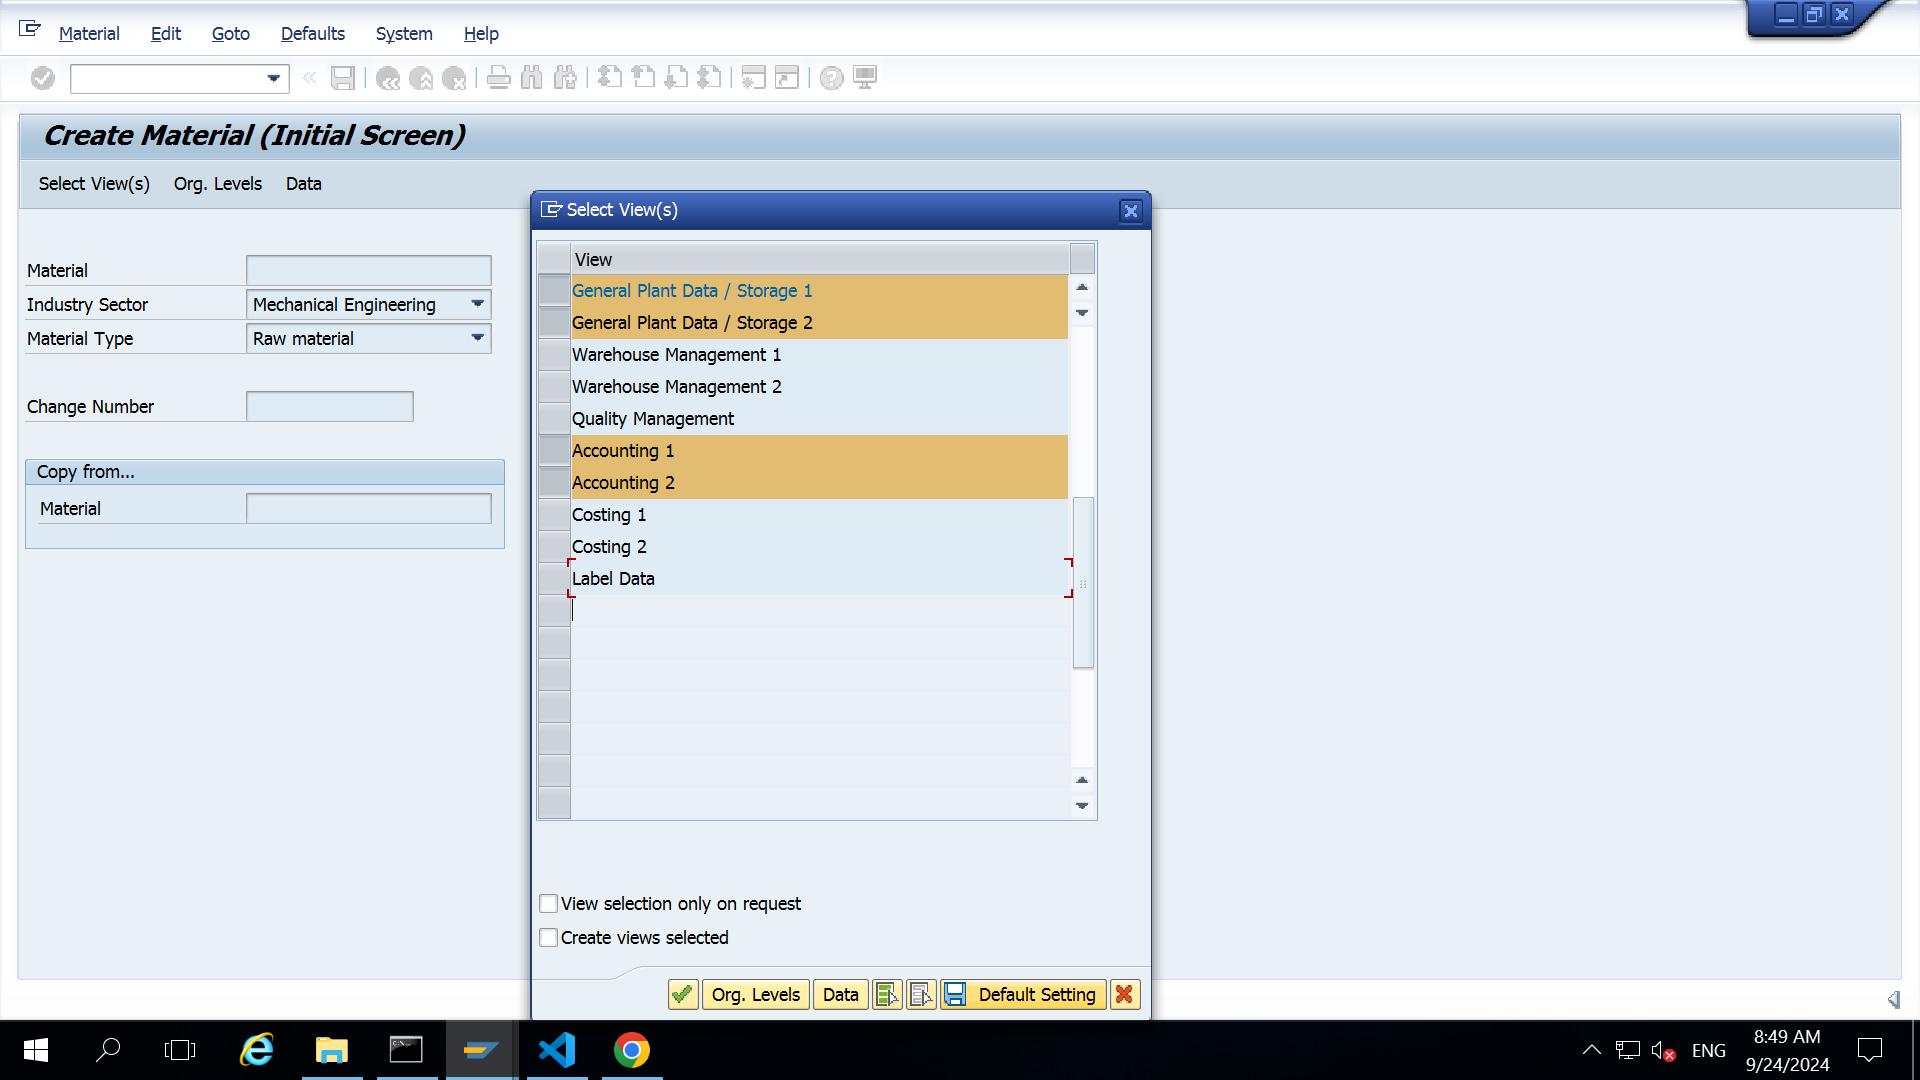 Material Edit Goto Defaults System Help
Create Material (Initial Screen)
Select View(s) Org. Levels Data
Select View(s)
View
Material
Industry Sector Mechanical Engineering
Material Type Raw material
Change Number
Copy from...
Material
General Plant Data / Storage 1
General Plant Data / Storage 2
Warehouse Management 1
Warehouse Management 2
Quality Management
Accounting 1
Accounting 2
Costing 1
Costing 2
Label Data
View selection only on request
Create views selected
Org. Levels Data Default Setting
ENG
8:49 AM
9/24/2024